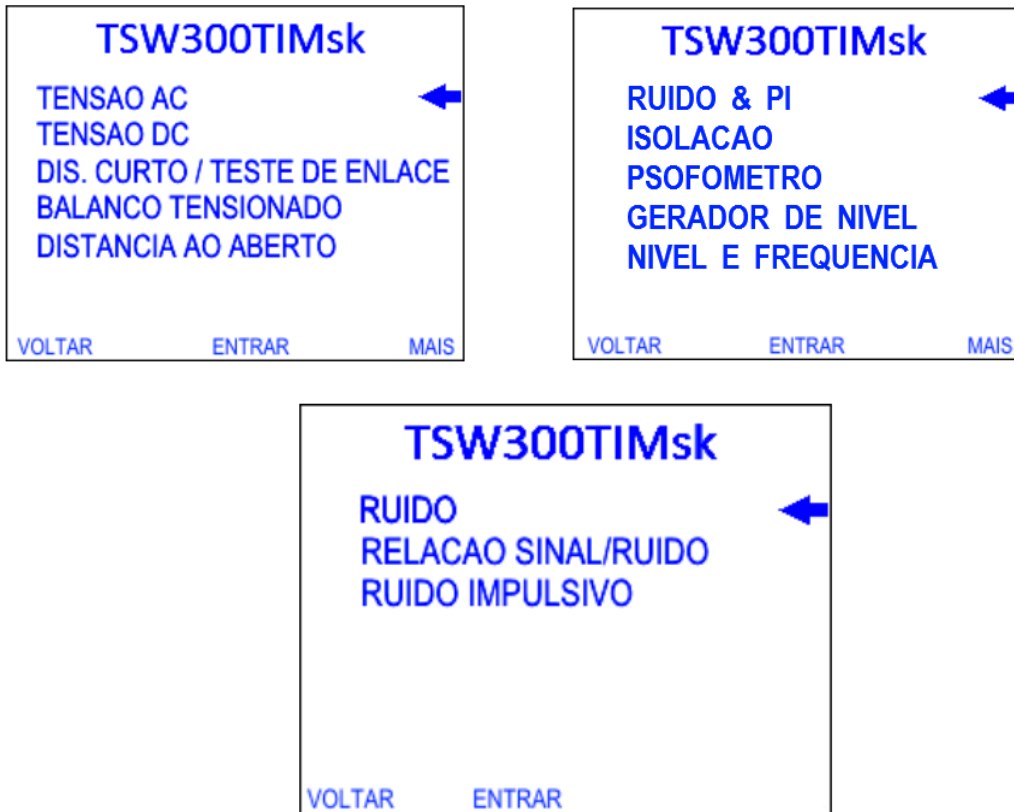 TSW300TIMsk
TENSAO AC
TENSAO DC
DIS. CURTO / TESTE DE ENLACE
BALANCO TENSIONADO
DISTANCIA AO ABERTO
VOLTAR ENTRAR MAIS
TSW300TIMsk
RUIDO & PI
ISOLACAO
PSOFOMETRO
GERADOR DE NIVEL
NIVEL E FREQUENCIA
VOLTAR ENTRAR MAIS
TSW300TIMsk
RUIDO
RELACAO SINAL/RUIDO
RUIDO IMPULSIVO
VOLTAR ENTRAR